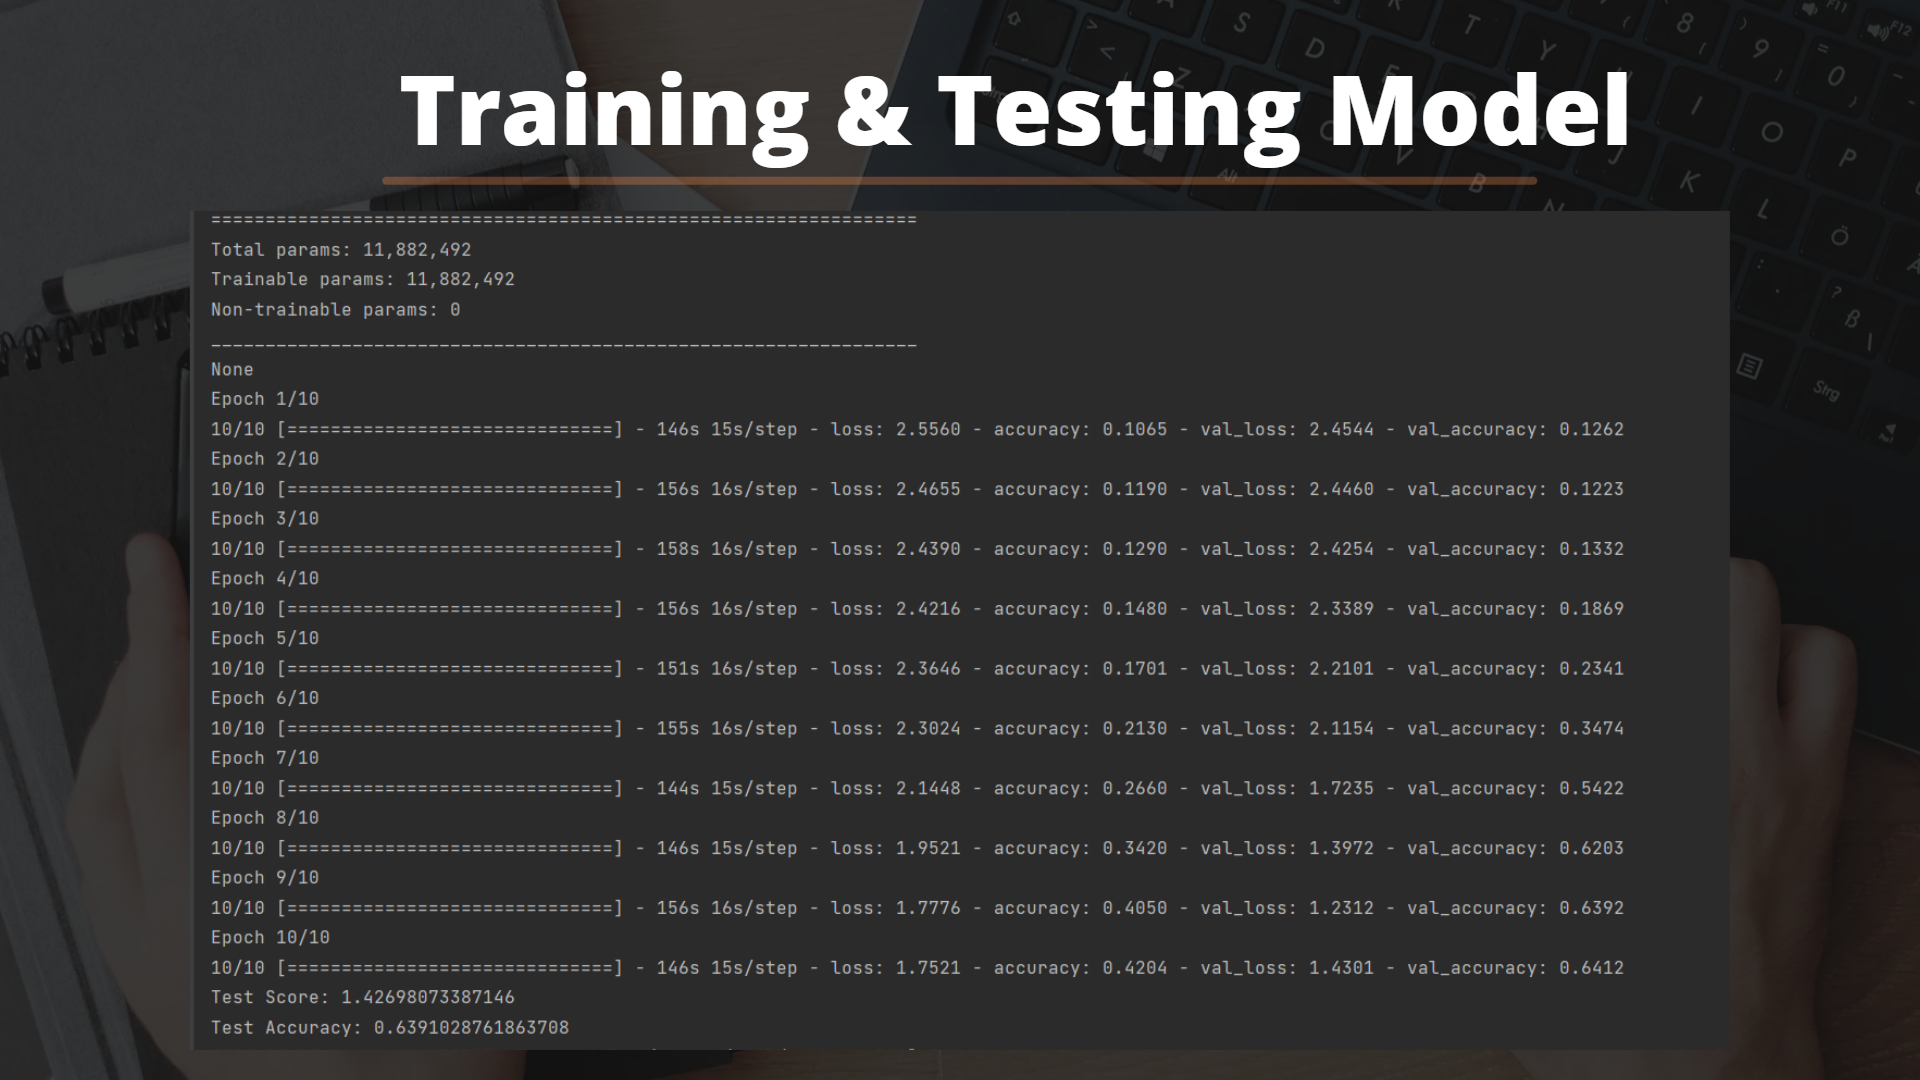 Training & Testing Model
=================================================================
Total params: 11,882,492
Trainable params: 11,882,492
Non-trainable params: 0
_________________________________________________________________
None
Epoch 1/10
10/10 [==============================] - 146s 15s/step - loss: 2.5560 - accuracy: 0.1065 - val_loss: 2.4544 - val_accuracy: 0.1262
Epoch 2/10
10/10 [==============================] - 156s 16s/step - loss: 2.4655 - accuracy: 0.1190 - val_loss: 2.4460 - val_accuracy: 0.1223
Epoch 3/10
10/10 [==============================] - 158s 16s/step - loss: 2.4390 - accuracy: 0.1290 - val_loss: 2.4254 - val_accuracy: 0.1332
Epoch 4/10
10/10 [==============================] - 156s 16s/step - loss: 2.4216 - accuracy: 0.1480 - val_loss: 2.3389 - val_accuracy: 0.1869
Epoch 5/10
10/10 [==============================] - 151s 16s/step - loss: 2.3646 - accuracy: 0.1701 - val_loss: 2.2101 - val_accuracy: 0.2341
Epoch 6/10
10/10 [==============================] - 155s 16s/step - loss: 2.3024 - accuracy: 0.2130 - val_loss: 2.1154 - val_accuracy: 0.3474
Epoch 7/10
10/10 [==============================] - 144s 15s/step - loss: 2.1448 - accuracy: 0.2660 - val_loss: 1.7235 - val_accuracy: 0.5422
Epoch 8/10
10/10 [==============================] - 146s 15s/step - loss: 1.9521 - accuracy: 0.3420 - val_loss: 1.3972 - val_accuracy: 0.6203
Epoch 9/10
10/10 [==============================] - 156s 16s/step - loss: 1.7776 - accuracy: 0.4050 - val_loss: 1.2312 - val_accuracy: 0.6392
Epoch 10/10
10/10 [==============================] - 146s 15s/step - loss: 1.7521 - accuracy: 0.4204 - val_loss: 1.4301 - val_accuracy: 0.6412
Test Score: 1.42698073387146
Test Accuracy: 0.6391028761863708